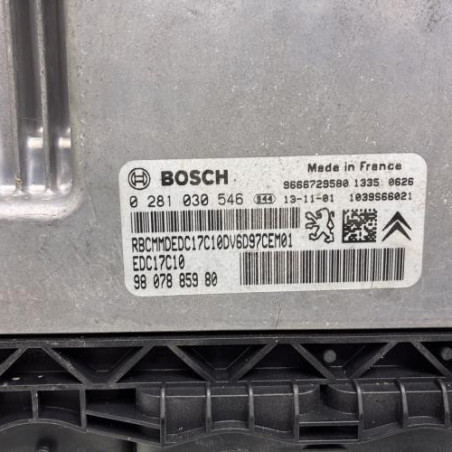 BOSCH
Made in France
9666729580 1335 0626
0 281 030 546 944 13-11-01 1039S66021
RBCMMDEDC17C10DV6D97CEM01
EDC17C10
98 078 859 80